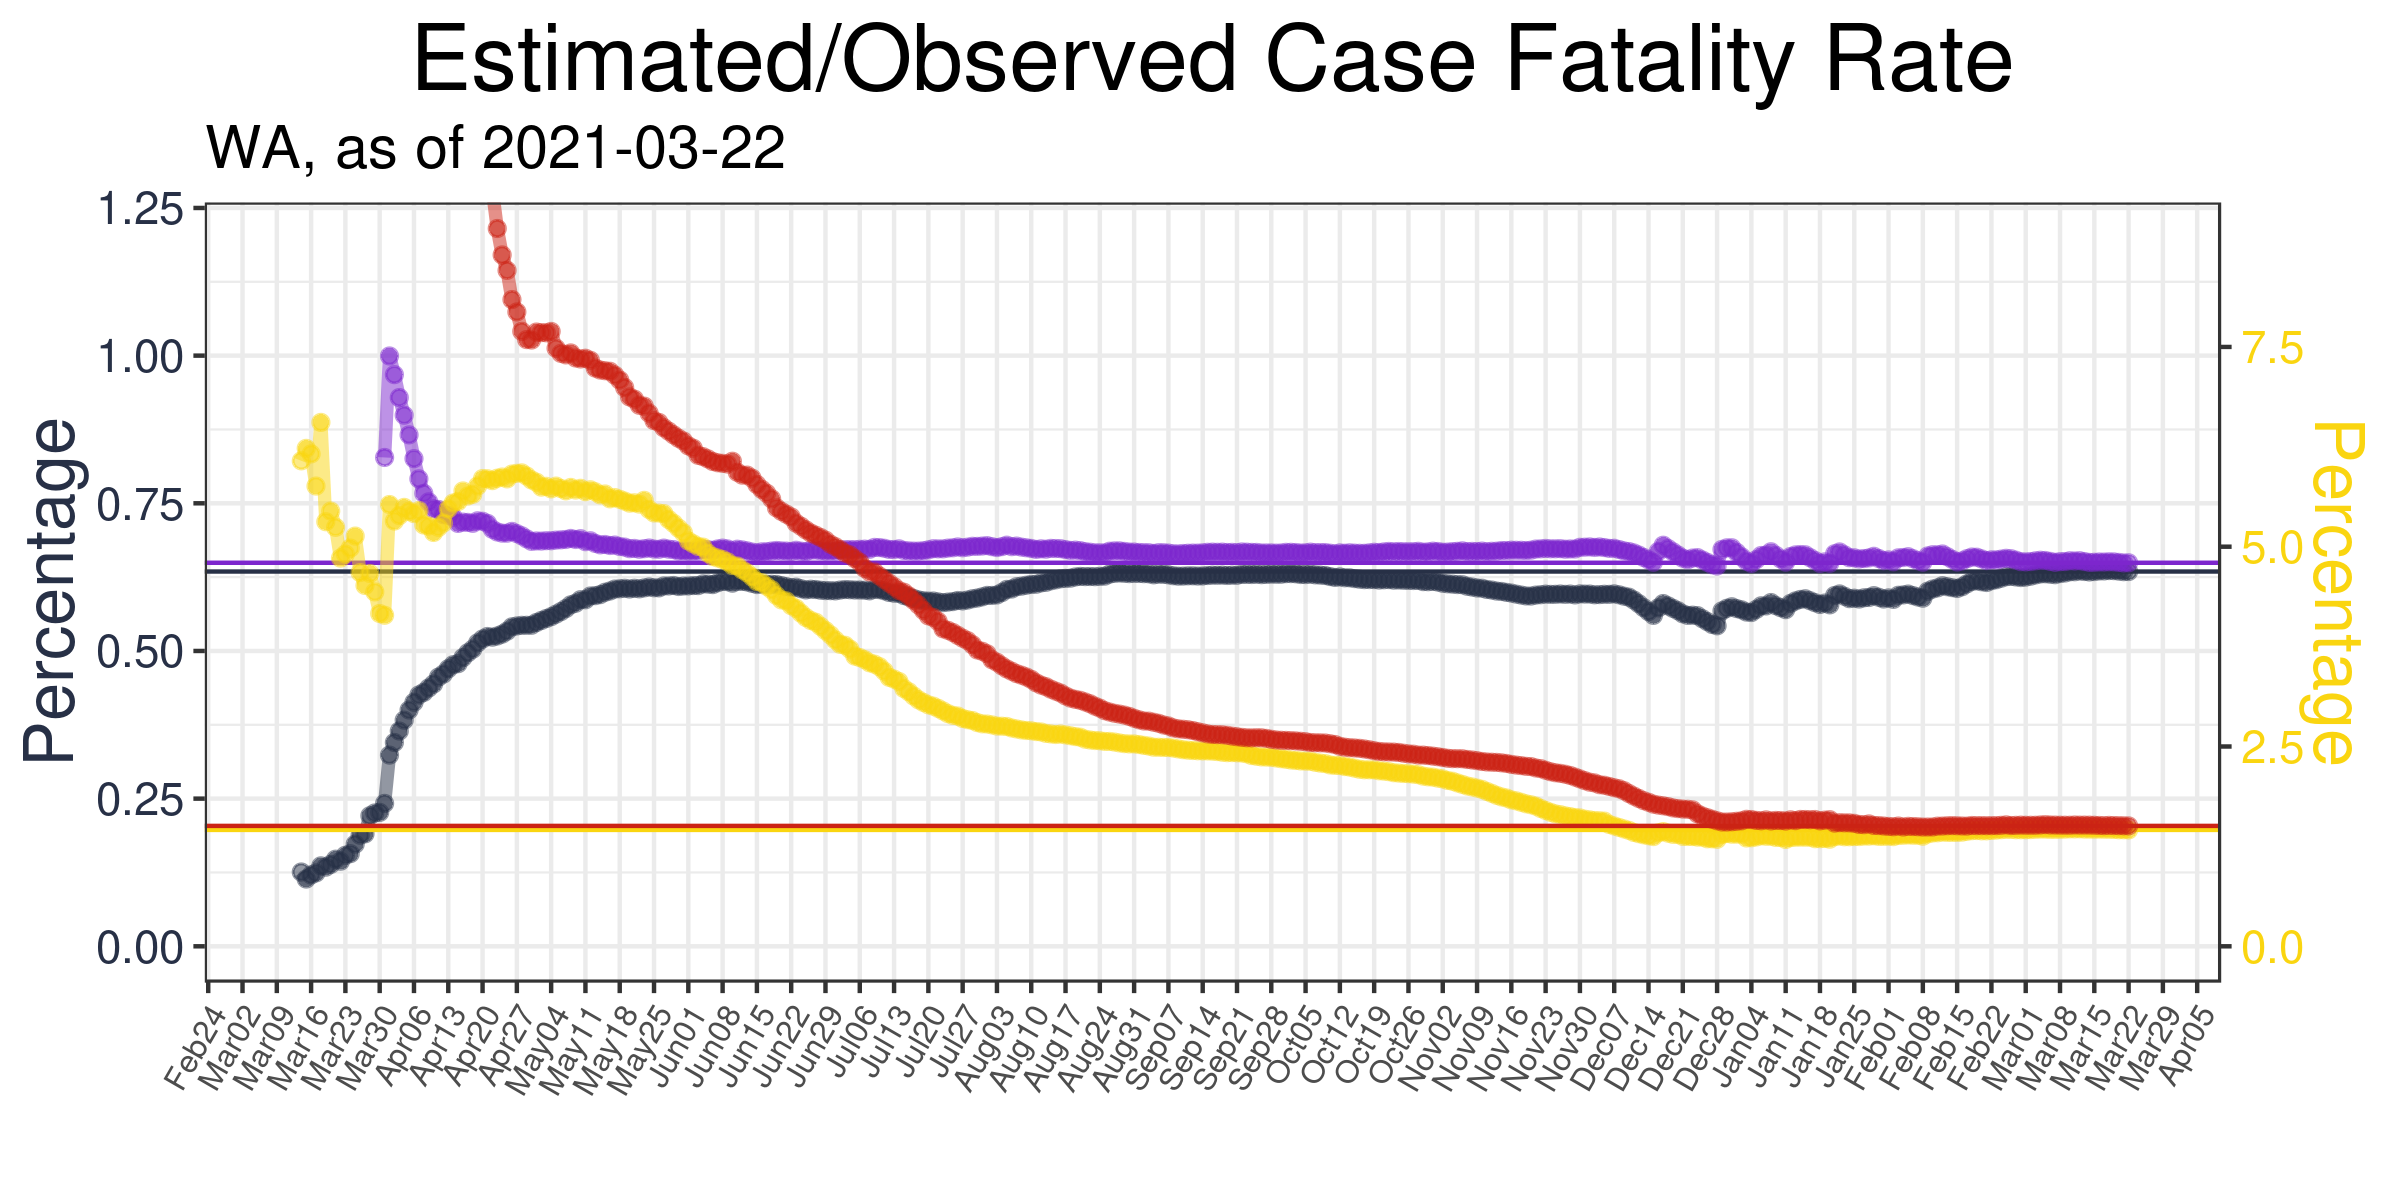 Estimated/Observed Case Fatality Rate
WA, as of 2021-03-22
Percentage
1.25
1.00
0.75
0.50
0.25
0.00
7.5
5.0
2.5
0.0
Percentage
Feb24
Mar02
Mar09
Mar16
Mar23
Mar30
Apr06
Apr13
Apr20
Apr27
May04
May11
May18
May25
Jun01
Jun08
Jun15
Jun22
Jun29
Jul06
Jul13
Jul20
Jul27
Aug03
Aug10
Aug17
Aug24
Aug31
Sep07
Sep14
Sep21
Sep28
Oct05
Oct12
Oct19
Oct26
Nov02
Nov09
Nov16
Nov23
Nov30
Dec07
Dec14
Dec21
Dec28
Jan04
Jan11
Jan18
Jan25
Feb01
Feb08
Feb15
Feb22
Mar01
Mar08
Mar15
Mar22
Mar29
Apr05